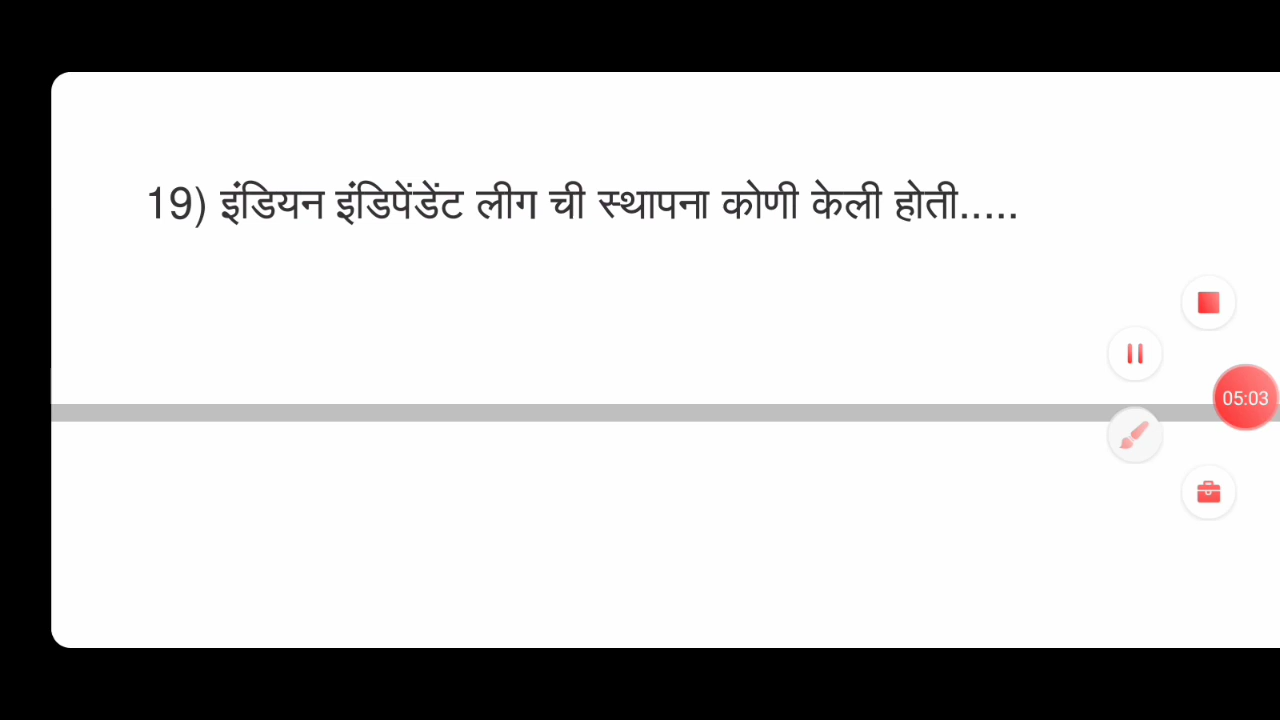 19) इंडियन इंडिपेंडेंट लीग ची स्थापना कोणी केली होती.....
05:03